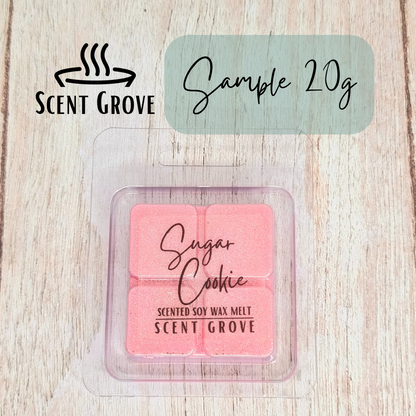 SCENT GROVE
Sample 20g
Sugar
Cookie
SCENTED SOY WAX MELT
SCENT GROVE